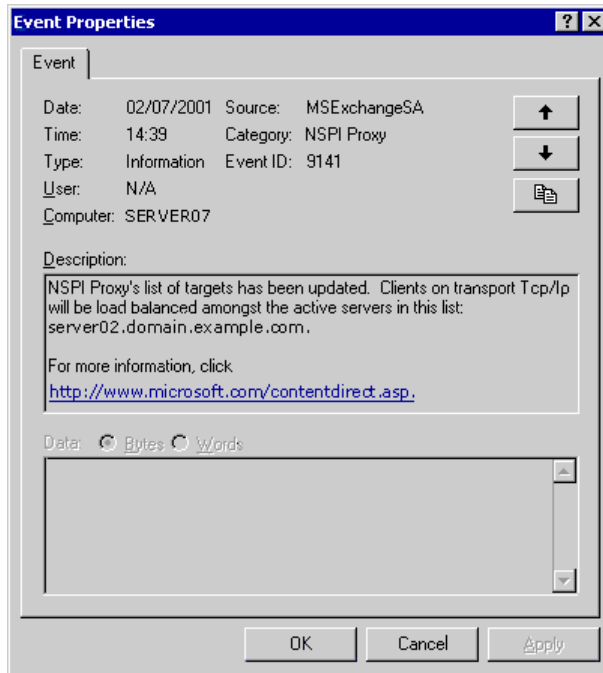 Event Properties
Event
Date: 02/07/2001 Source: MSExchangeSA
Time: 14:39 Category: NSPI Proxy
Type: Information Event ID: 9141
User: N/A
Computer: SERVER07
Description:
NSPI Proxy's list of targets has been updated. Clients on transport Tcp/Ip
will be load balanced amongst the active servers in this list:
server02.domain.example.com.
For more information, click
http://www.microsoft.com/contentdirect.asp.
Data: Bytes Words
OK Cancel Apply